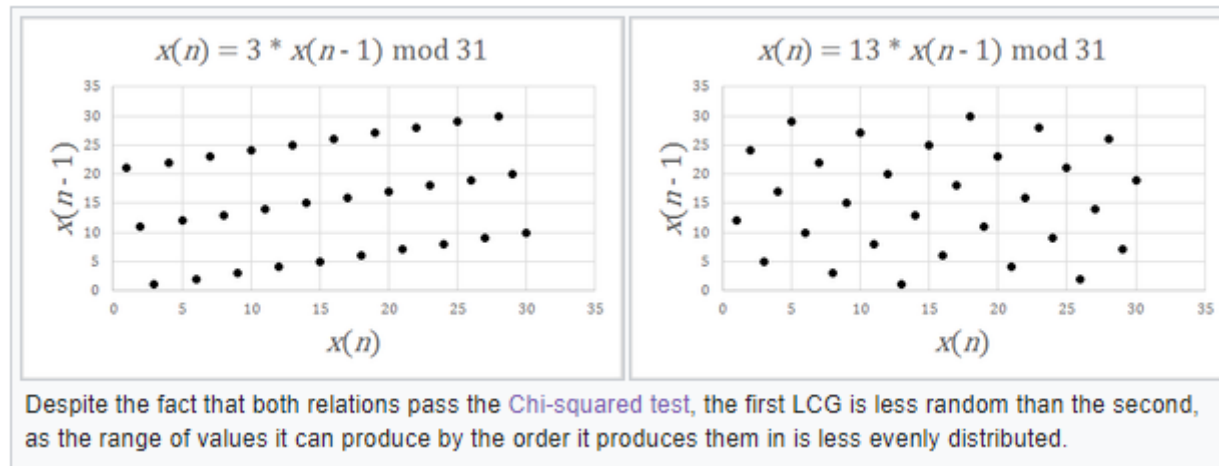 x(n) = 3 * x(n - 1) mod 31
35
30
25
20
15
10
5
0
x(n - 1)
0 5 10 15 20 25 30 35
x(n)
x(n) = 13 * x(n - 1) mod 31
35
30
25
20
15
10
5
0
x(n - 1)
0 5 10 15 20 25 30 35
x(n)
Despite the fact that both relations pass the Chi-squared test, the first LCG is less random than the second,
as the range of values it can produce by the order it produces them in is less evenly distributed.